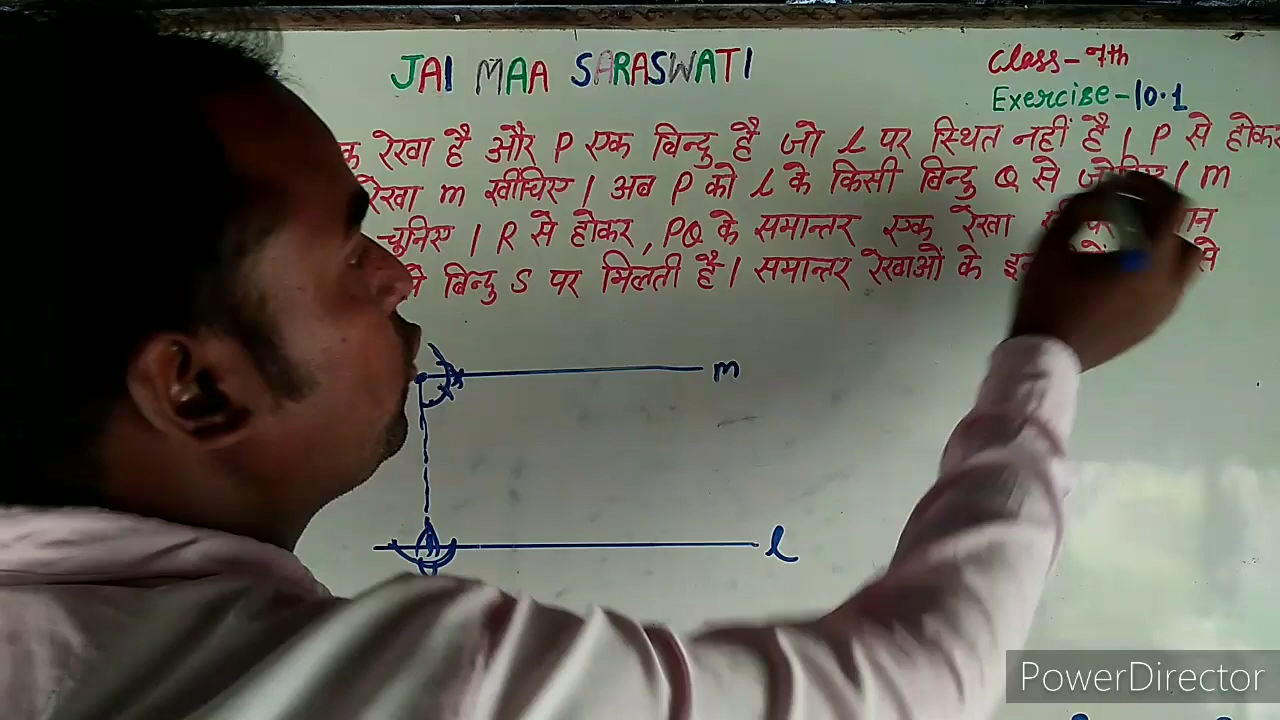 JAI MAA SARASWATI
Class-7th
Exercise-10.1
रेखा है और P एक बिन्दु है जो l पर स्थित नहीं है। P से होकर
रेखा m खींचिए। अब P को l के किसी बिन्दु Q से m
चुनिए। R से होकर, PQ के समान्तर एक रेखा
बिन्दु S पर मिलती है। समान्तर रेखाओं के
m
l
PowerDirector